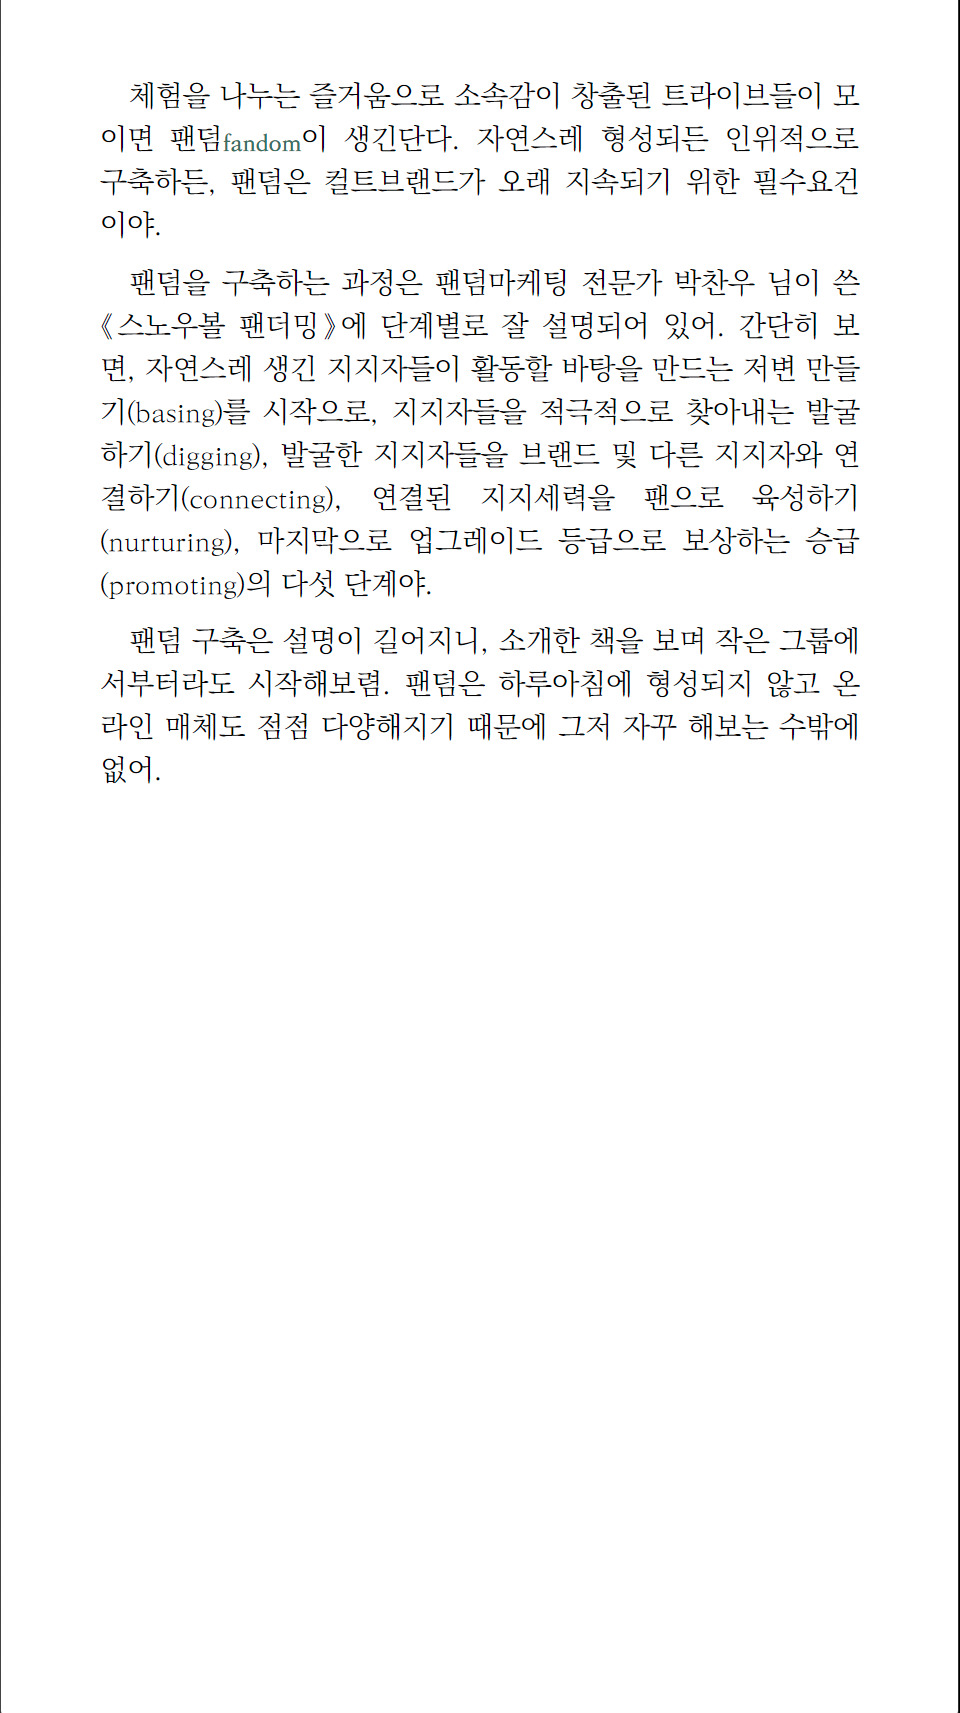 체험을 나누는 즐거움으로 소속감이 창출된 트라이브들이 모
이면 팬덤fandom이 생긴단다. 자연스레 형성되든 인위적으로
구축하든, 팬덤은 컬트브랜드가 오래 지속되기 위한 필수요건
이야.
팬덤을 구축하는 과정은 팬덤마케팅 전문가 박찬우 님이 쓴
《스노우볼 팬더밍》에 단계별로 잘 설명되어 있어. 간단히 보
면, 자연스레 생긴 지지자들이 활동할 바탕을 만드는 저변 만들
기(basing)를 시작으로, 지지자들을 적극적으로 찾아내는 발굴
하기(digging), 발굴한 지지자들을 브랜드 및 다른 지지자와 연
결하기(connecting), 연결된 지지세력을 팬으로 육성하기
(nurturing), 마지막으로 업그레이드 등급으로 보상하는 승급
(promoting)의 다섯 단계야.
팬덤 구축은 설명이 길어지니, 소개한 책을 보며 작은 그룹에
서부터라도 시작해보렴. 팬덤은 하루아침에 형성되지 않고 온
라인 매체도 점점 다양해지기 때문에 그저 자꾸 해보는 수밖에
없어.